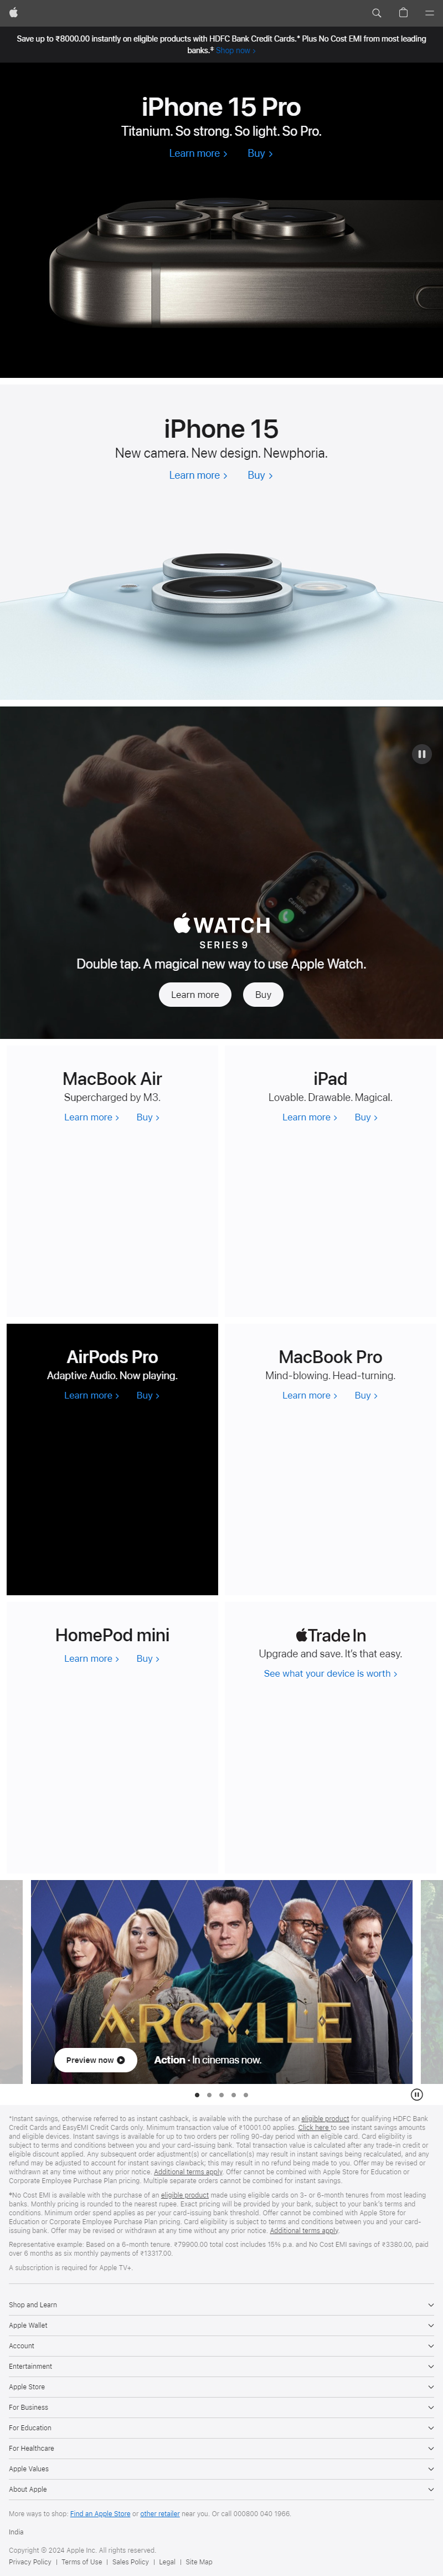 Save up to ₹8000.00 instantly on eligible products with HDFC Bank Credit Cards.* Plus No Cost EMI from most leading
banks.‡ Shop now >
iPhone 15 Pro
Titanium. So strong. So light. So Pro.
Learn more > Buy >
iPhone 15
New camera. New design. Newphoria.
Learn more > Buy >
WATCH
SERIES 9
Double tap. A magical new way to use Apple Watch.
Learn more Buy
MacBook Air
Supercharged by M3.
Learn more > Buy >
iPad
Lovable. Drawable. Magical.
Learn more > Buy >
AirPods Pro
Adaptive Audio. Now playing.
Learn more > Buy >
MacBook Pro
Mind-blowing. Head-turning.
Learn more > Buy >
HomePod mini
Learn more > Buy >
Trade In
Upgrade and save. It's that easy.
See what your device is worth >
ARGYLLE
Preview now Action · In cinemas now.
*Instant savings, otherwise referred to as instant cashback, is available with the purchase of an eligible product for qualifying HDFC Bank
Credit Cards and EasyEMI Credit Cards only. Minimum transaction value of ₹10001.00 applies. Click here to see instant savings amounts
and eligible devices. Instant savings is available for up to two orders per rolling 90-day period with an eligible card. Card eligibility is
subject to terms and conditions between you and your card-issuing bank. Total transaction value is calculated after any trade-in credit or
eligible discount applied. Any subsequent order adjustment(s) or cancellation(s) may result in instant savings being recalculated, and any
refund may be adjusted to account for instant savings clawback; this may result in no refund being made to you. Offer may be revised or
withdrawn at any time without any prior notice. Additional terms apply. Offer cannot be combined with Apple Store for Education or
Corporate Employee Purchase Plan pricing. Multiple separate orders cannot be combined for instant savings.
‡No Cost EMI is available with the purchase of an eligible product made using eligible cards on 3- or 6-month tenures from most leading
banks. Monthly pricing is rounded to the nearest rupee. Exact pricing will be provided by your bank, subject to your bank's terms and
conditions. Minimum order spend applies as per your card-issuing bank threshold. Offer cannot be combined with Apple Store for
Education or Corporate Employee Purchase Plan pricing. Card eligibility is subject to terms and conditions between you and your card-
issuing bank. Offer may be revised or withdrawn at any time without any prior notice. Additional terms apply.
Representative example: Based on a 6-month tenure. ₹79900.00 total cost includes 15% p.a. and No Cost EMI savings of ₹3380.00, paid
over 6 months as six monthly payments of ₹13317.00.
A subscription is required for Apple TV+.
Shop and Learn
Apple Wallet
Account
Entertainment
Apple Store
For Business
For Education
For Healthcare
Apple Values
About Apple
More ways to shop: Find an Apple Store or other retailer near you. Or call 000800 040 1966.
India
Copyright © 2024 Apple Inc. All rights reserved.
Privacy Policy | Terms of Use | Sales Policy | Legal | Site Map